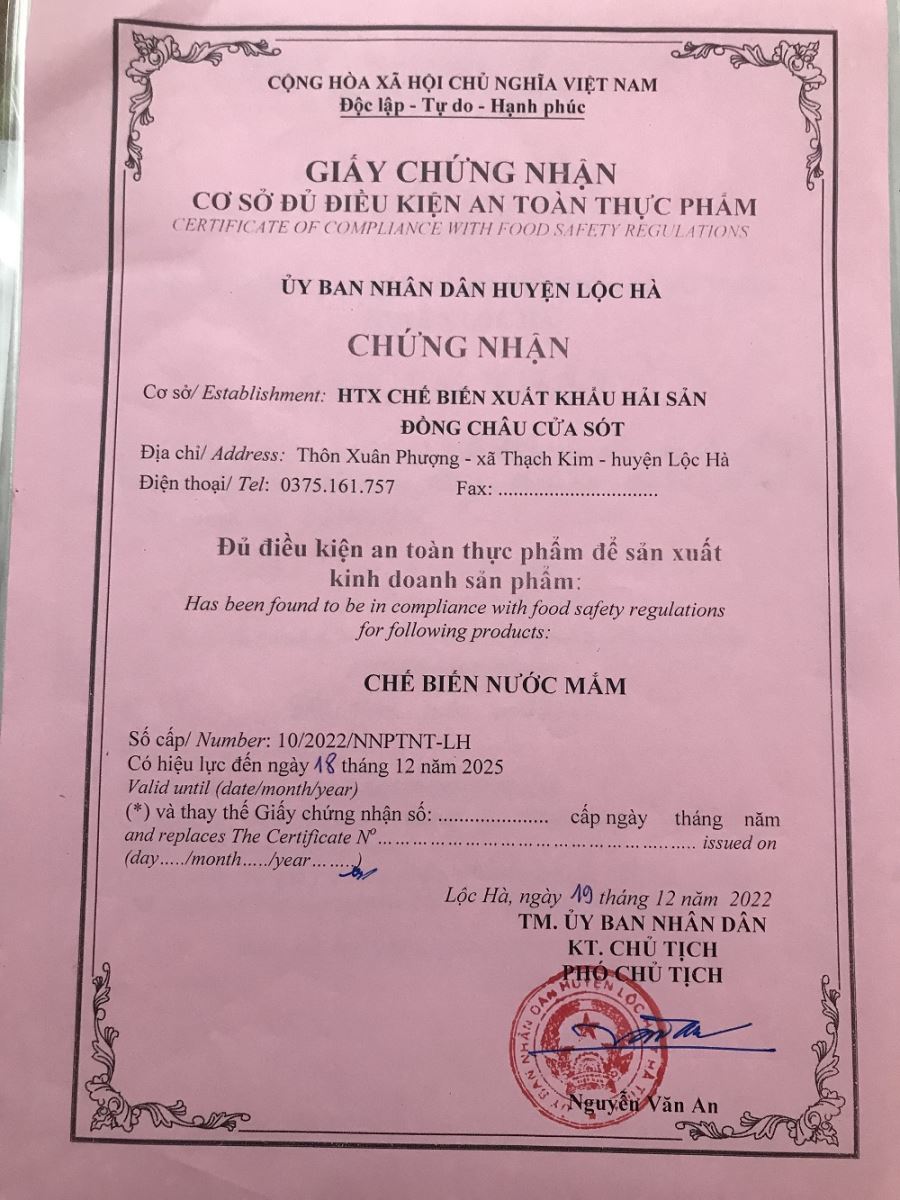 CỘNG HÒA XÃ HỘI CHỦ NGHĨA VIỆT NAM
Độc lập - Tự do - Hạnh phúc
GIẤY CHỨNG NHẬN
CƠ SỞ ĐỦ ĐIỀU KIỆN AN TOÀN THỰC PHẨM
CERTIFICATE OF COMPLIANCE WITH FOOD SAFETY REGULATIONS
ỦY BAN NHÂN DÂN HUYỆN LỘC HÀ
CHỨNG NHẬN
Cơ sở/ Establishment: HTX CHẾ BIẾN XUẤT KHẨU HẢI SẢN
ĐỒNG CHÂU CỬA SÓT
Địa chỉ/ Address: Thôn Xuân Phượng - xã Thạch Kim - huyện Lộc Hà
Điện thoại/ Tel: 0375.161.757 Fax: ................................
Đủ điều kiện an toàn thực phẩm để sản xuất
kinh doanh sản phẩm:
Has been found to be in compliance with food safety regulations
for following products:
CHẾ BIẾN NƯỚC MẮM
Số cấp/ Number: 10/2022/NNPTNT-LH
Có hiệu lực đến ngày 18 tháng 12 năm 2025
Valid until (date/month/year)
(*) và thay thế Giấy chứng nhận số: ...................... cấp ngày tháng năm
and replaces The Certificate Nº ............................................................ issued on
(day...../month...../year.........)
Lộc Hà, ngày 19 tháng 12 năm 2022
TM. ỦY BAN NHÂN DÂN
KT. CHỦ TỊCH
PHÓ CHỦ TỊCH
Nguyễn Văn An